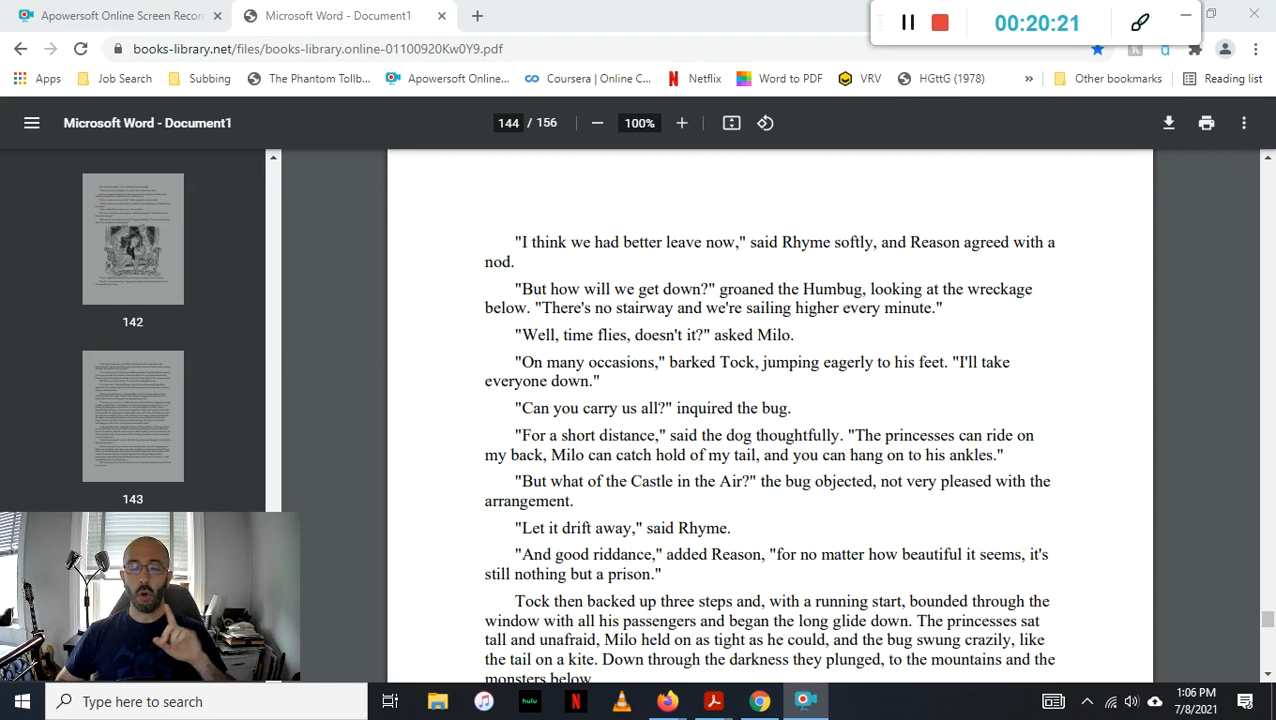 Apowersoft Online Screen Recor
Microsoft Word - Document1
00:20:21
books-library.net/files/books-library.online-01100920Kw0Y9.pdf
Apps
Job Search
Subbing
The Phantom Tollb...
Apowersoft Online...
Coursera | Online C...
Netflix
Word to PDF
VRV
HGttG (1978)
»
Other bookmarks
Reading list
Microsoft Word - Document1
144 / 156
100%
142
143
"I think we had better leave now," said Rhyme softly, and Reason agreed with a
nod.
"But how will we get down?" groaned the Humbug, looking at the wreckage
below. "There's no stairway and we're sailing higher every minute."
"Well, time flies, doesn't it?" asked Milo.
"On many occasions," barked Tock, jumping eagerly to his feet. "I'll take
everyone down."
"Can you carry us all?" inquired the bug.
"For a short distance," said the dog thoughtfully. "The princesses can ride on
my back, Milo can catch hold of my tail, and you can hang on to his ankles."
"But what of the Castle in the Air?" the bug objected, not very pleased with the
arrangement.
"Let it drift away," said Rhyme.
"And good riddance," added Reason, "for no matter how beautiful it seems, it's
still nothing but a prison."
Tock then backed up three steps and, with a running start, bounded through the
window with all his passengers and began the long glide down. The princesses sat
tall and unafraid, Milo held on as tight as he could, and the bug swung crazily, like
the tail on a kite. Down through the darkness they plunged, to the mountains and the
monsters below.
Type here to search
hulu
1:06 PM
7/8/2021